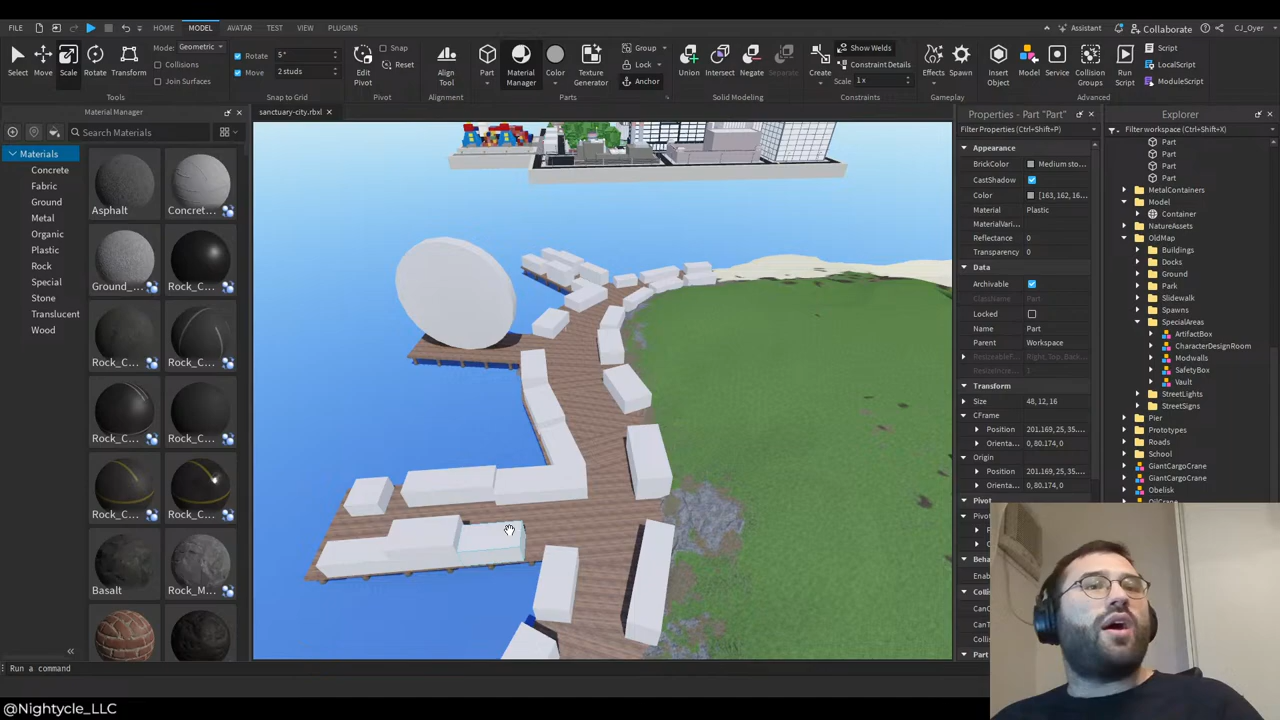 FILE
HOME
MODEL
AVATAR
TEST
VIEW
PLUGINS
Assistant
Collaborate
CJ_Oyer
Select
Move
Scale
Rotate
Transform
Mode: Geometric
Collisions
Join Surfaces
Tools
Rotate
5 °
Move
2 studs
Snap to Grid
Edit
Pivot
Snap
Reset
Pivot
Align
Tool
Alignment
Part
Material
Manager
Color
Texture
Generator
Group
Lock
Anchor
Parts
Union
Intersect
Negate
Separate
Solid Modeling
Create
Show Welds
Constraint Details
Scale
1 x
Constraints
Effects
Spawn
Gameplay
Insert
Object
Model
Service
Collision
Groups
Run
Script
Script
LocalScript
ModuleScript
Advanced
Material Manager
Search Materials
Materials
Concrete
Fabric
Ground
Metal
Organic
Plastic
Rock
Special
Stone
Translucent
Wood
Asphalt
Concret...
Ground_...
Rock_C...
Rock_C...
Rock_C...
Rock_C...
Rock_C...
Rock_C...
Basalt
Rock_M...
sanctuary-city.rbxl
Properties - Part "Part"
Filter Properties (Ctrl+Shift+P)
Appearance
BrickColor
Medium sto...
CastShadow
Color
[163, 162, 16...
Material
Plastic
MaterialVari...
Reflectance
0
Transparency
0
Data
Archivable
ClassName
Part
Locked
Name
Part
Parent
Workspace
ResizeableF...
Right, Top, Back...
ResizeIncre...
1
Transform
Size
48, 12, 16
CFrame
Position
201.169, 25, 35....
Orienta...
0, 80.174, 0
Origin
Position
201.169, 25, 35....
Orienta...
0, 80.174, 0
Pivot
Explorer
Filter workspace (Ctrl+Shift+X)
Part
Part
Part
Part
MetalContainers
Model
Container
NatureAssets
OldMap
Buildings
Docks
Ground
Park
Slidewalk
Spawns
SpecialAreas
ArtifactBox
CharacterDesignRoom
Modwalls
SafetyBox
Vault
StreetLights
StreetSigns
Pier
Prototypes
Roads
School
GiantCargoCrane
GiantCargoCrane
Obelisk
Run a command
@Nightycle_LLC